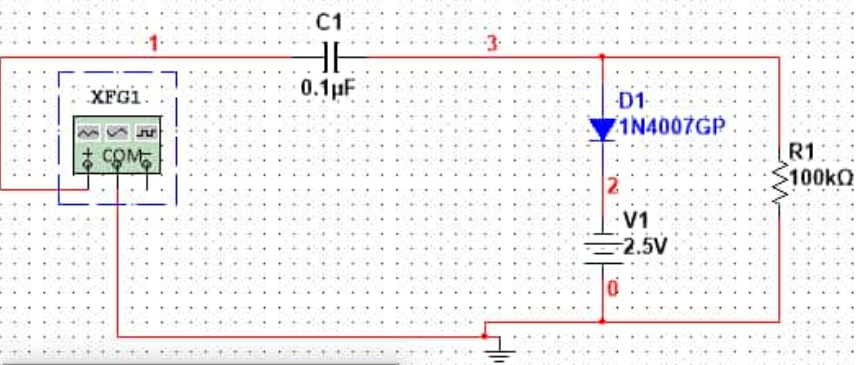 C1
1
3
0.1µF
XFG1
COM
D1
1N4007GP
R1
100kΩ
2
V1
2.5V
0